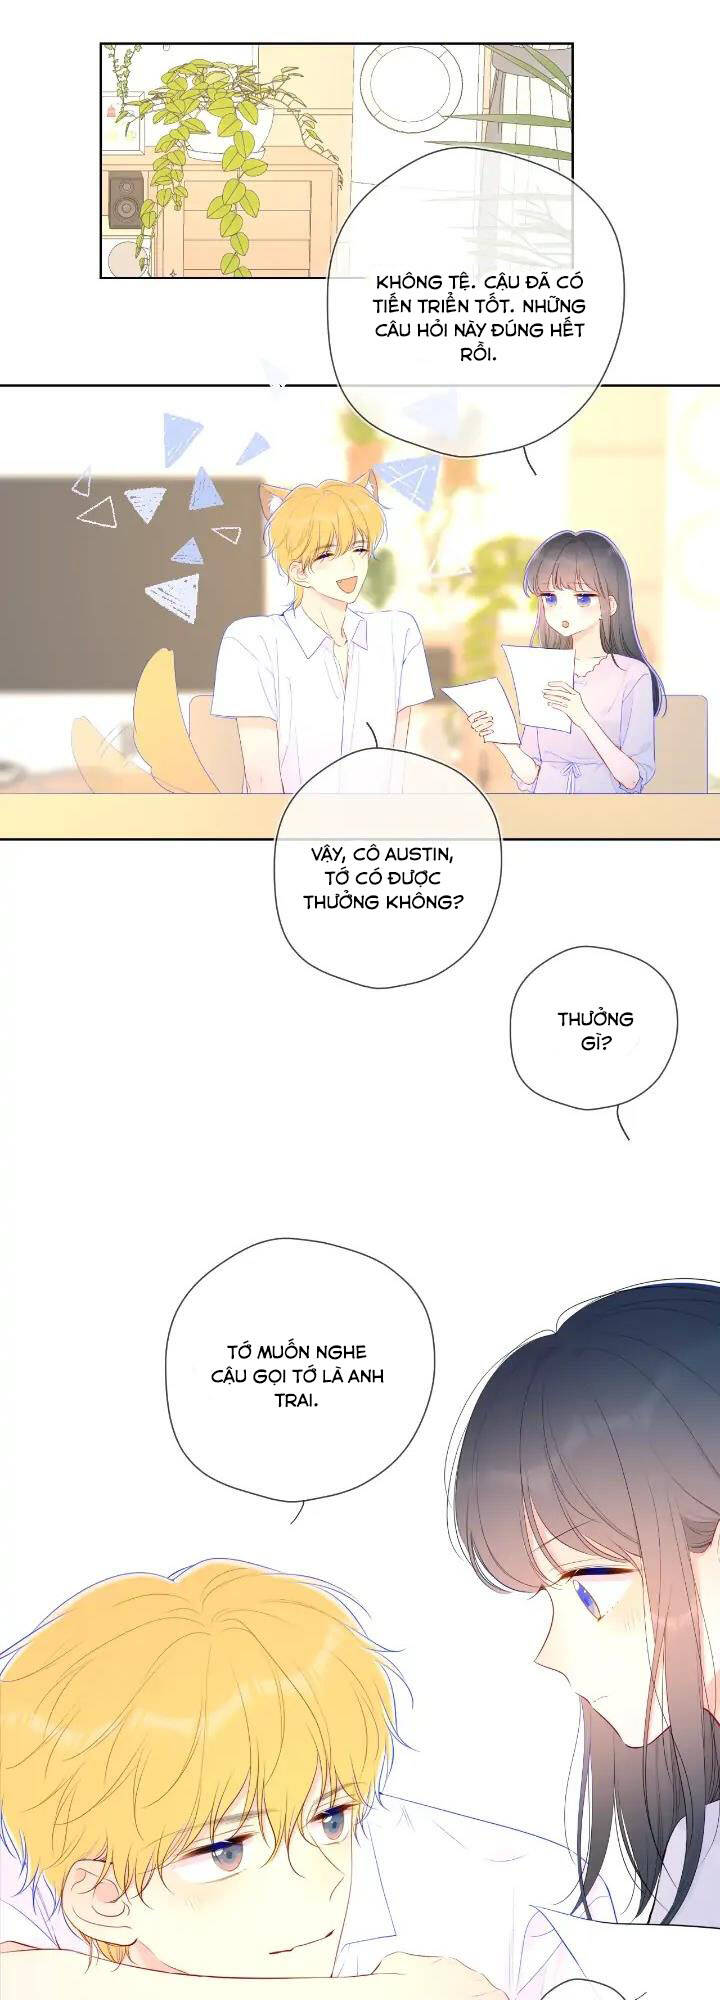 KHÔNG TỆ. CẬU ĐÃ CÓ
TIẾN TRIỂN TỐT. NHỮNG
CÂU HỎI NÀY ĐÚNG HẾT
RỒI.
VẬY, CÔ AUSTIN,
TỚ CÓ ĐƯỢC
THƯỞNG KHÔNG?
THƯỞNG
GÌ?
TỚ MUỐN NGHE
CẬU GỌI TỚ LÀ ANH
TRAI.